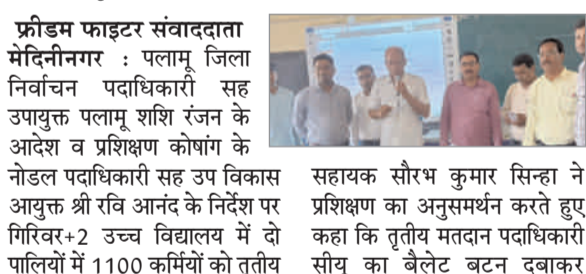 फ्रीडम फाइटर संवाददाता
मेदिनीनगर : पलामू जिला
निर्वाचन पदाधिकारी सह
उपायुक्त पलामू शशि रंजन के
आदेश व प्रशिक्षण कोषांग के
नोडल पदाधिकारी सह उप विकास
आयुक्त श्री रवि आनंद के निर्देश पर
गिरिवर+2 उच्च विद्यालय में दो
पालियों में 1100 कर्मियों को ततीय
सहायक सौरभ कुमार सिन्हा ने
प्रशिक्षण का अनुसमर्थन करते हुए
कहा कि तृतीय मतदान पदाधिकारी
सीय का बैलेट बटन दबाकर